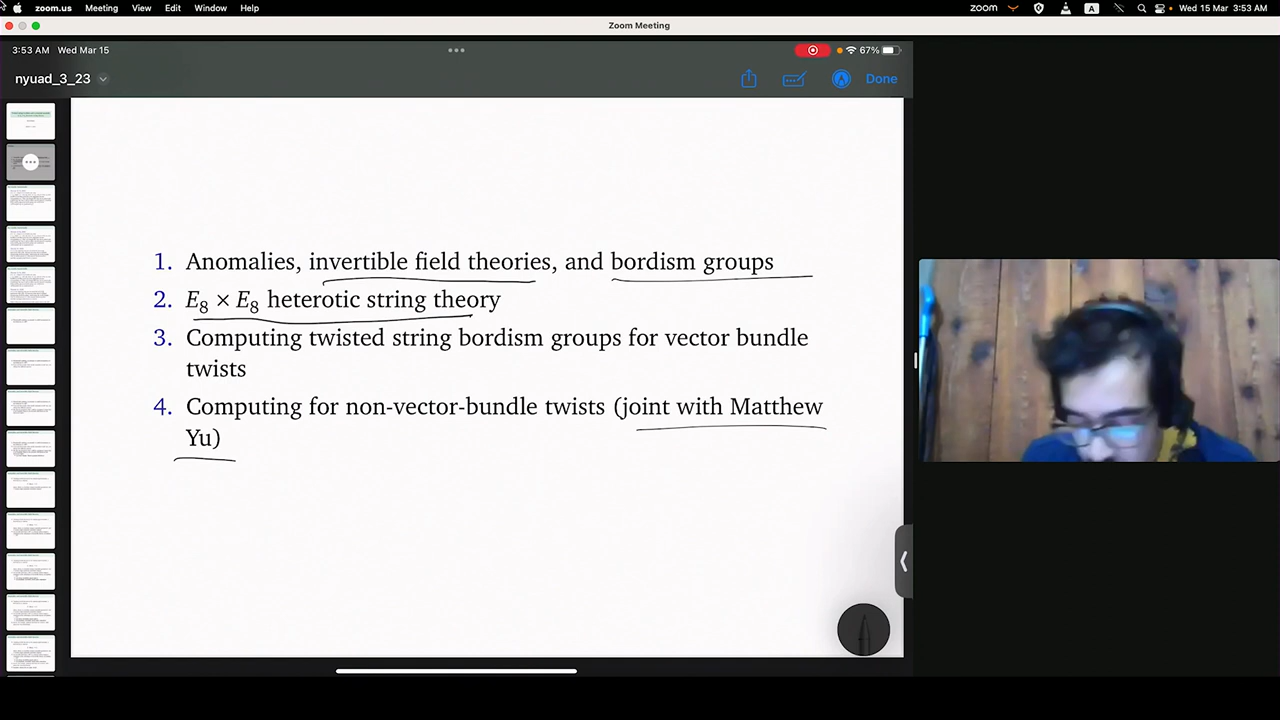 zoom.us Meeting View Edit Window Help zoom A Wed 15 Mar 3:53 AM
Zoom Meeting
3:53 AM Wed Mar 15 67%
nyuad_3_23 Done
1. Anomalies, invertible field theories, and bordism groups
2. E₈ × E₈ heterotic string theory
3. Computing twisted string bordism groups for vector bundle
twists
4. Computing for non-vector-bundle twists (joint with Matthew
Yu)